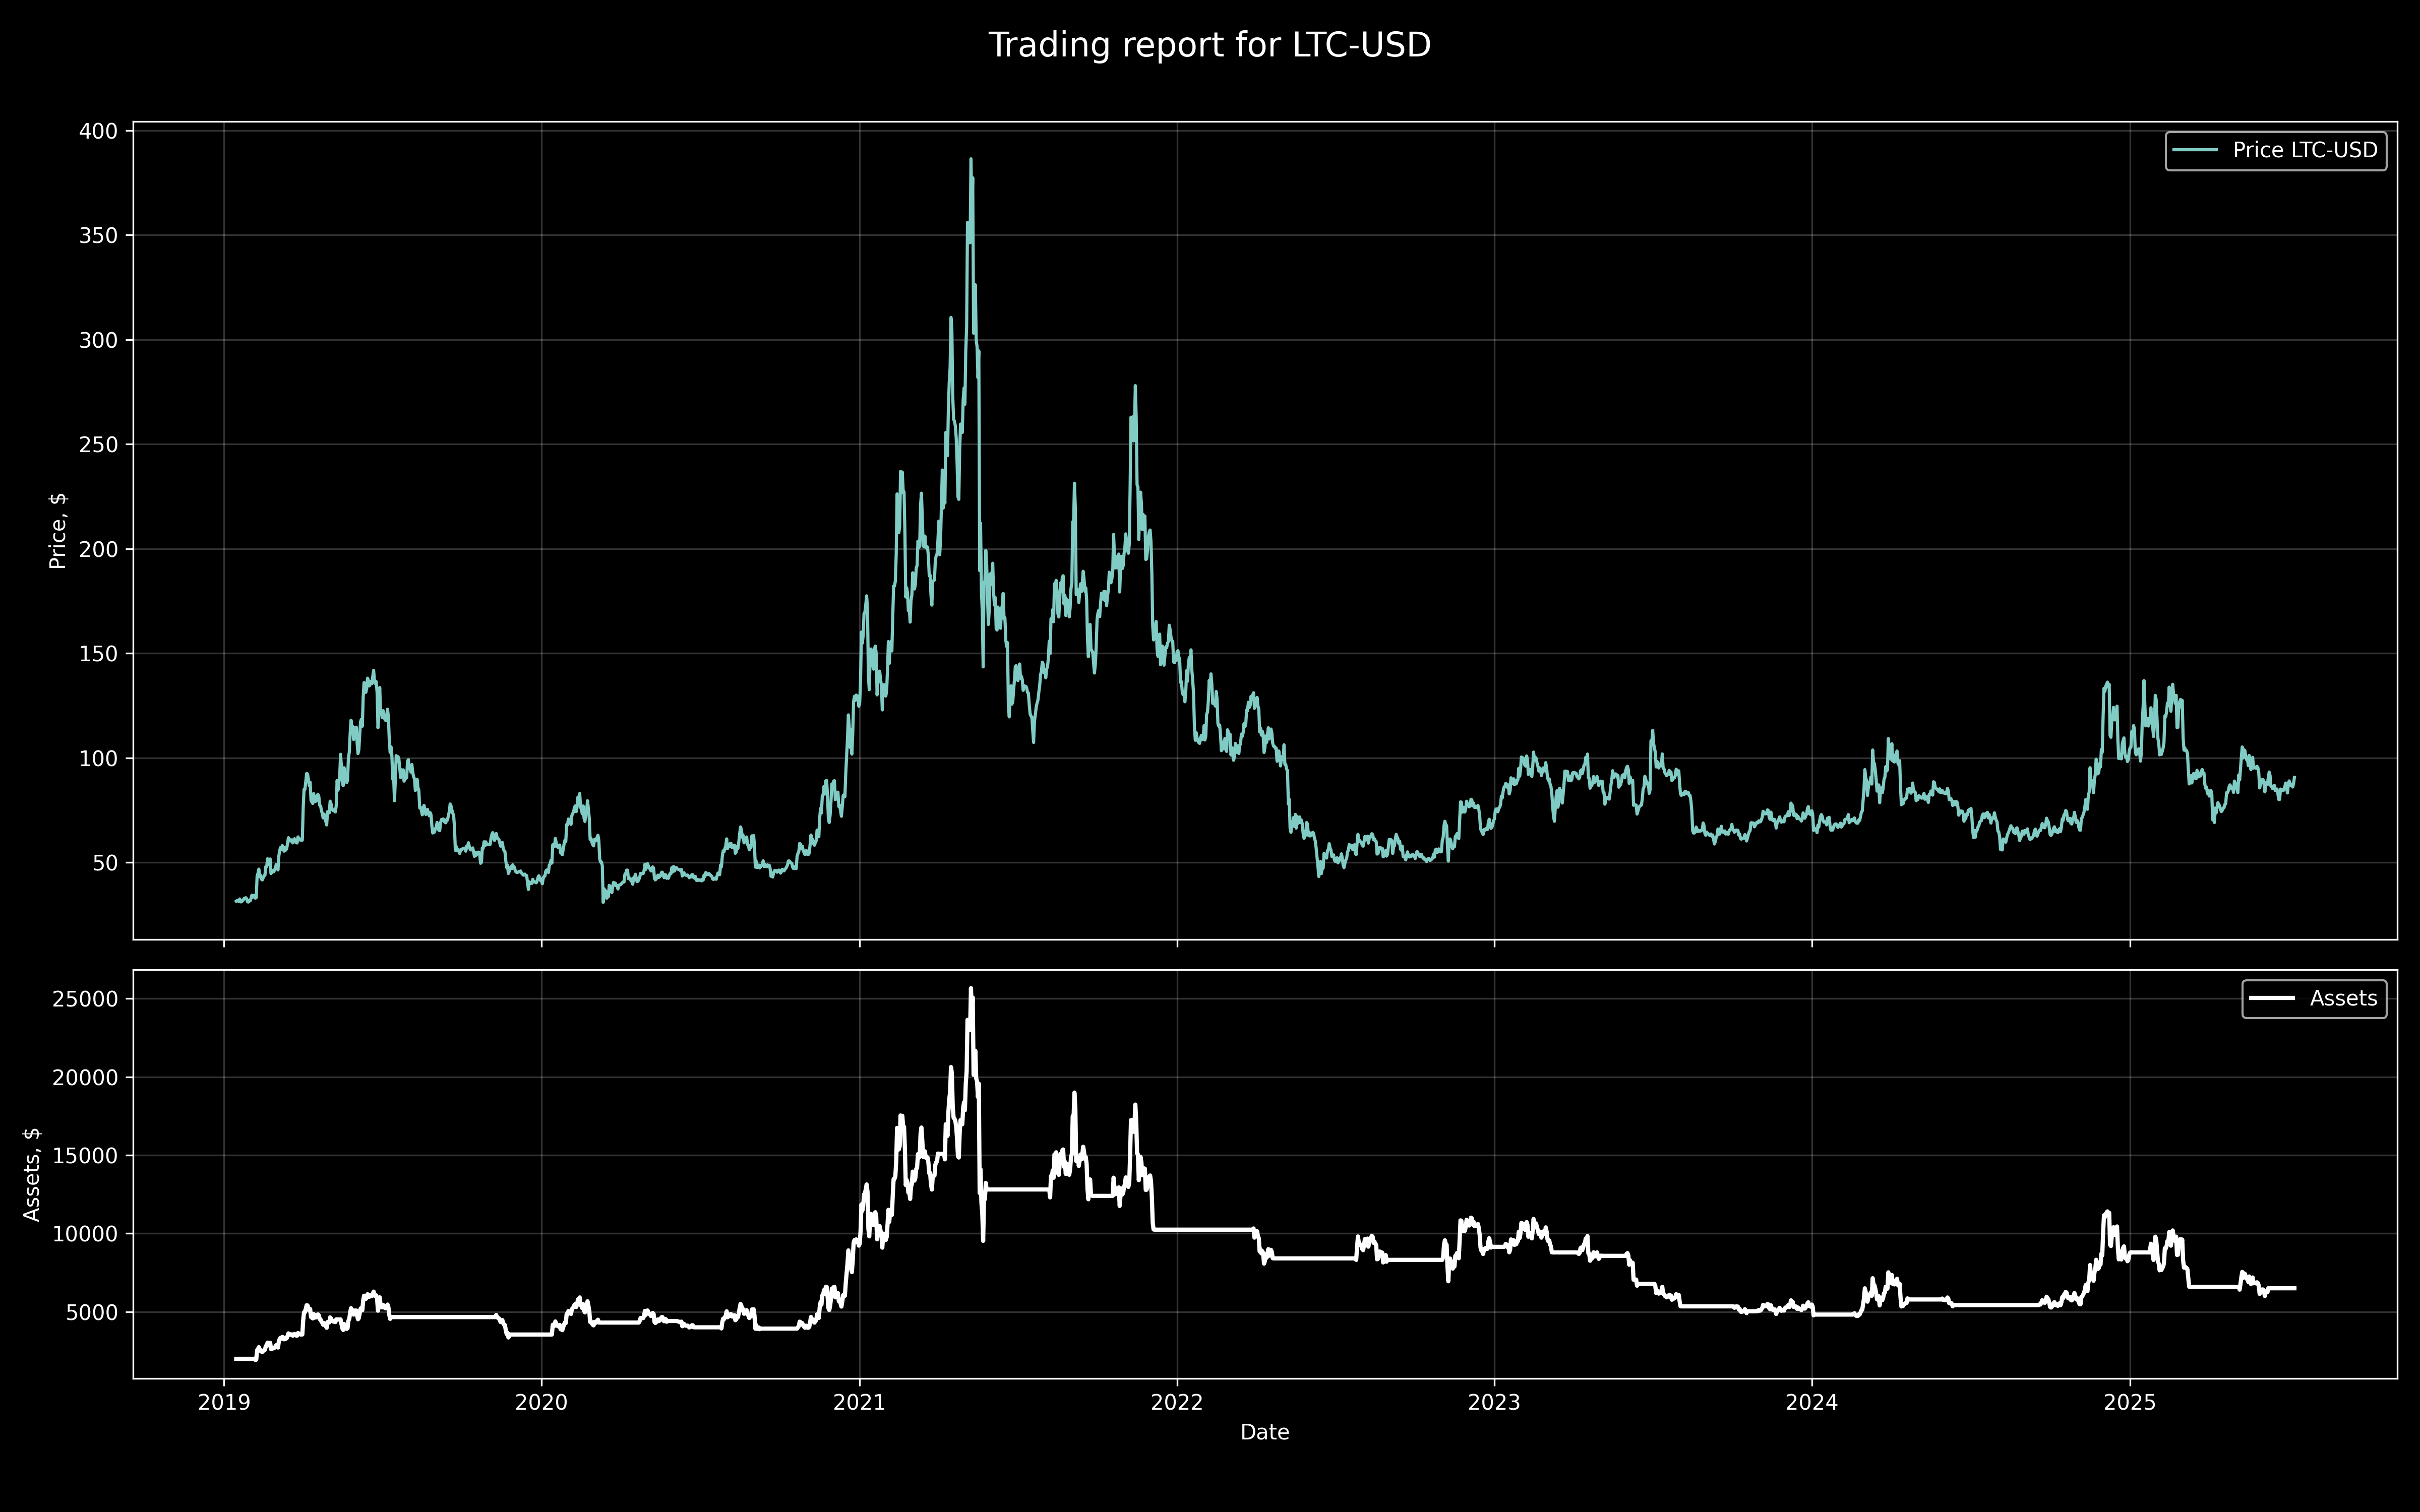 Trading report for LTC-USD
400
350
300
250
200
150
100
50
Price, $
Price LTC-USD
25000
20000
15000
10000
5000
Assets, $
Assets
2019 2020 2021 2022 2023 2024 2025
Date